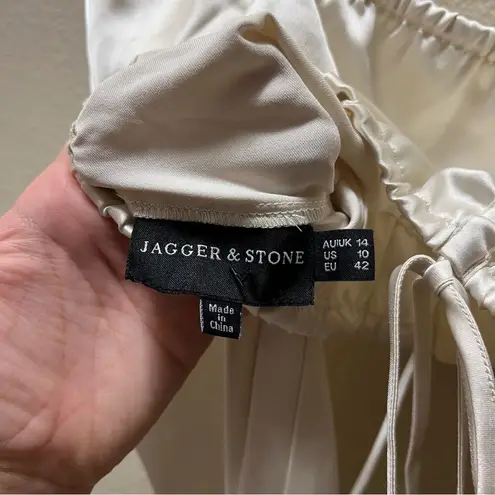 JAGGER & STONE
AU|UK 14
US 10
EU 42
Made
in
China